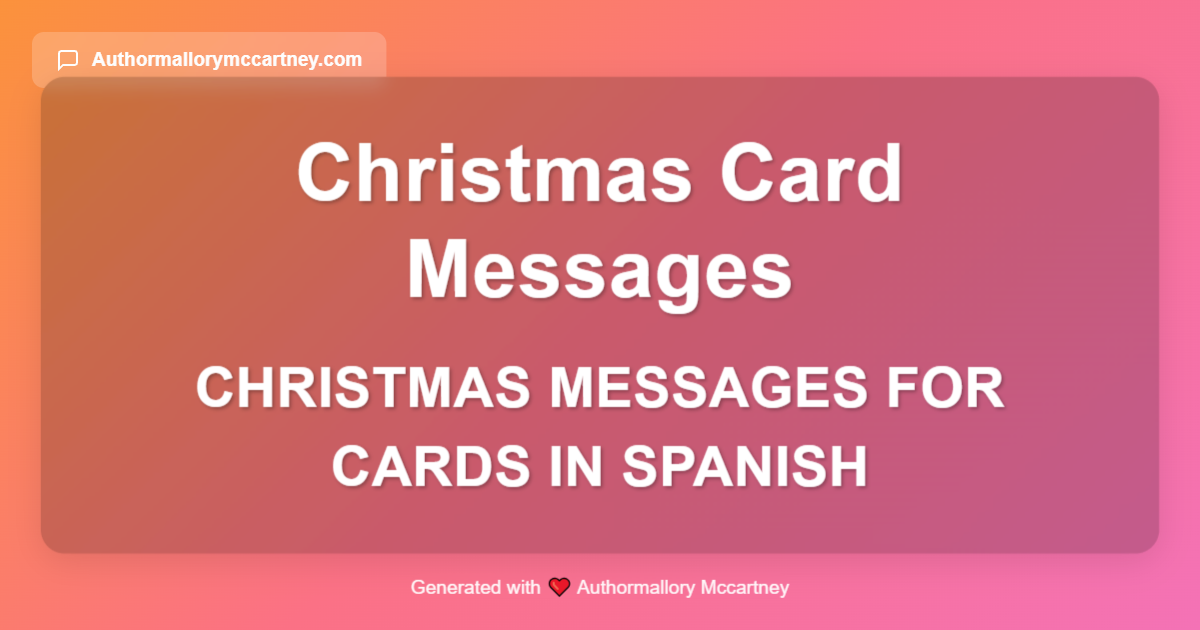 Authormallorymccartney.com
Christmas Card
Messages
CHRISTMAS MESSAGES FOR
CARDS IN SPANISH
Generated with ❤️ Authormallory Mccartney